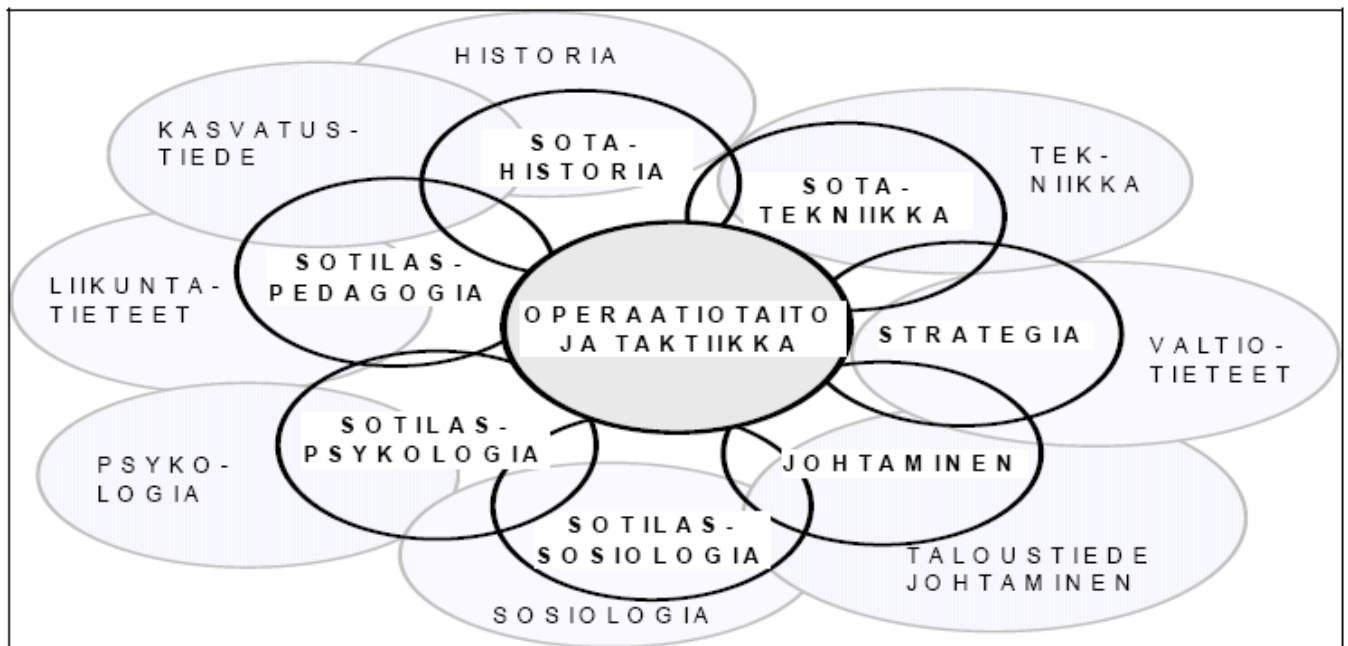 HISTORIA
KASVATUS-
TIEDE
SOTA-
HISTORIA
TEK-
NIIKKA
SOTA-
TEKNIIKKA
SOTILAS-
PEDAGOGIA
LIIKUNTA-
TIETEET
OPERAATIOTAITO
JA TAKTIIKKA
STRATEGIA
VALTIO-
TIETEET
SOTILAS-
PSYKOLOGIA
PSYKO-
LOGIA
JOHTAMINEN
SOTILAS-
SOSIOLOGIA
TALOUSTIEDE
JOHTAMINEN
SOSIOLOGIA